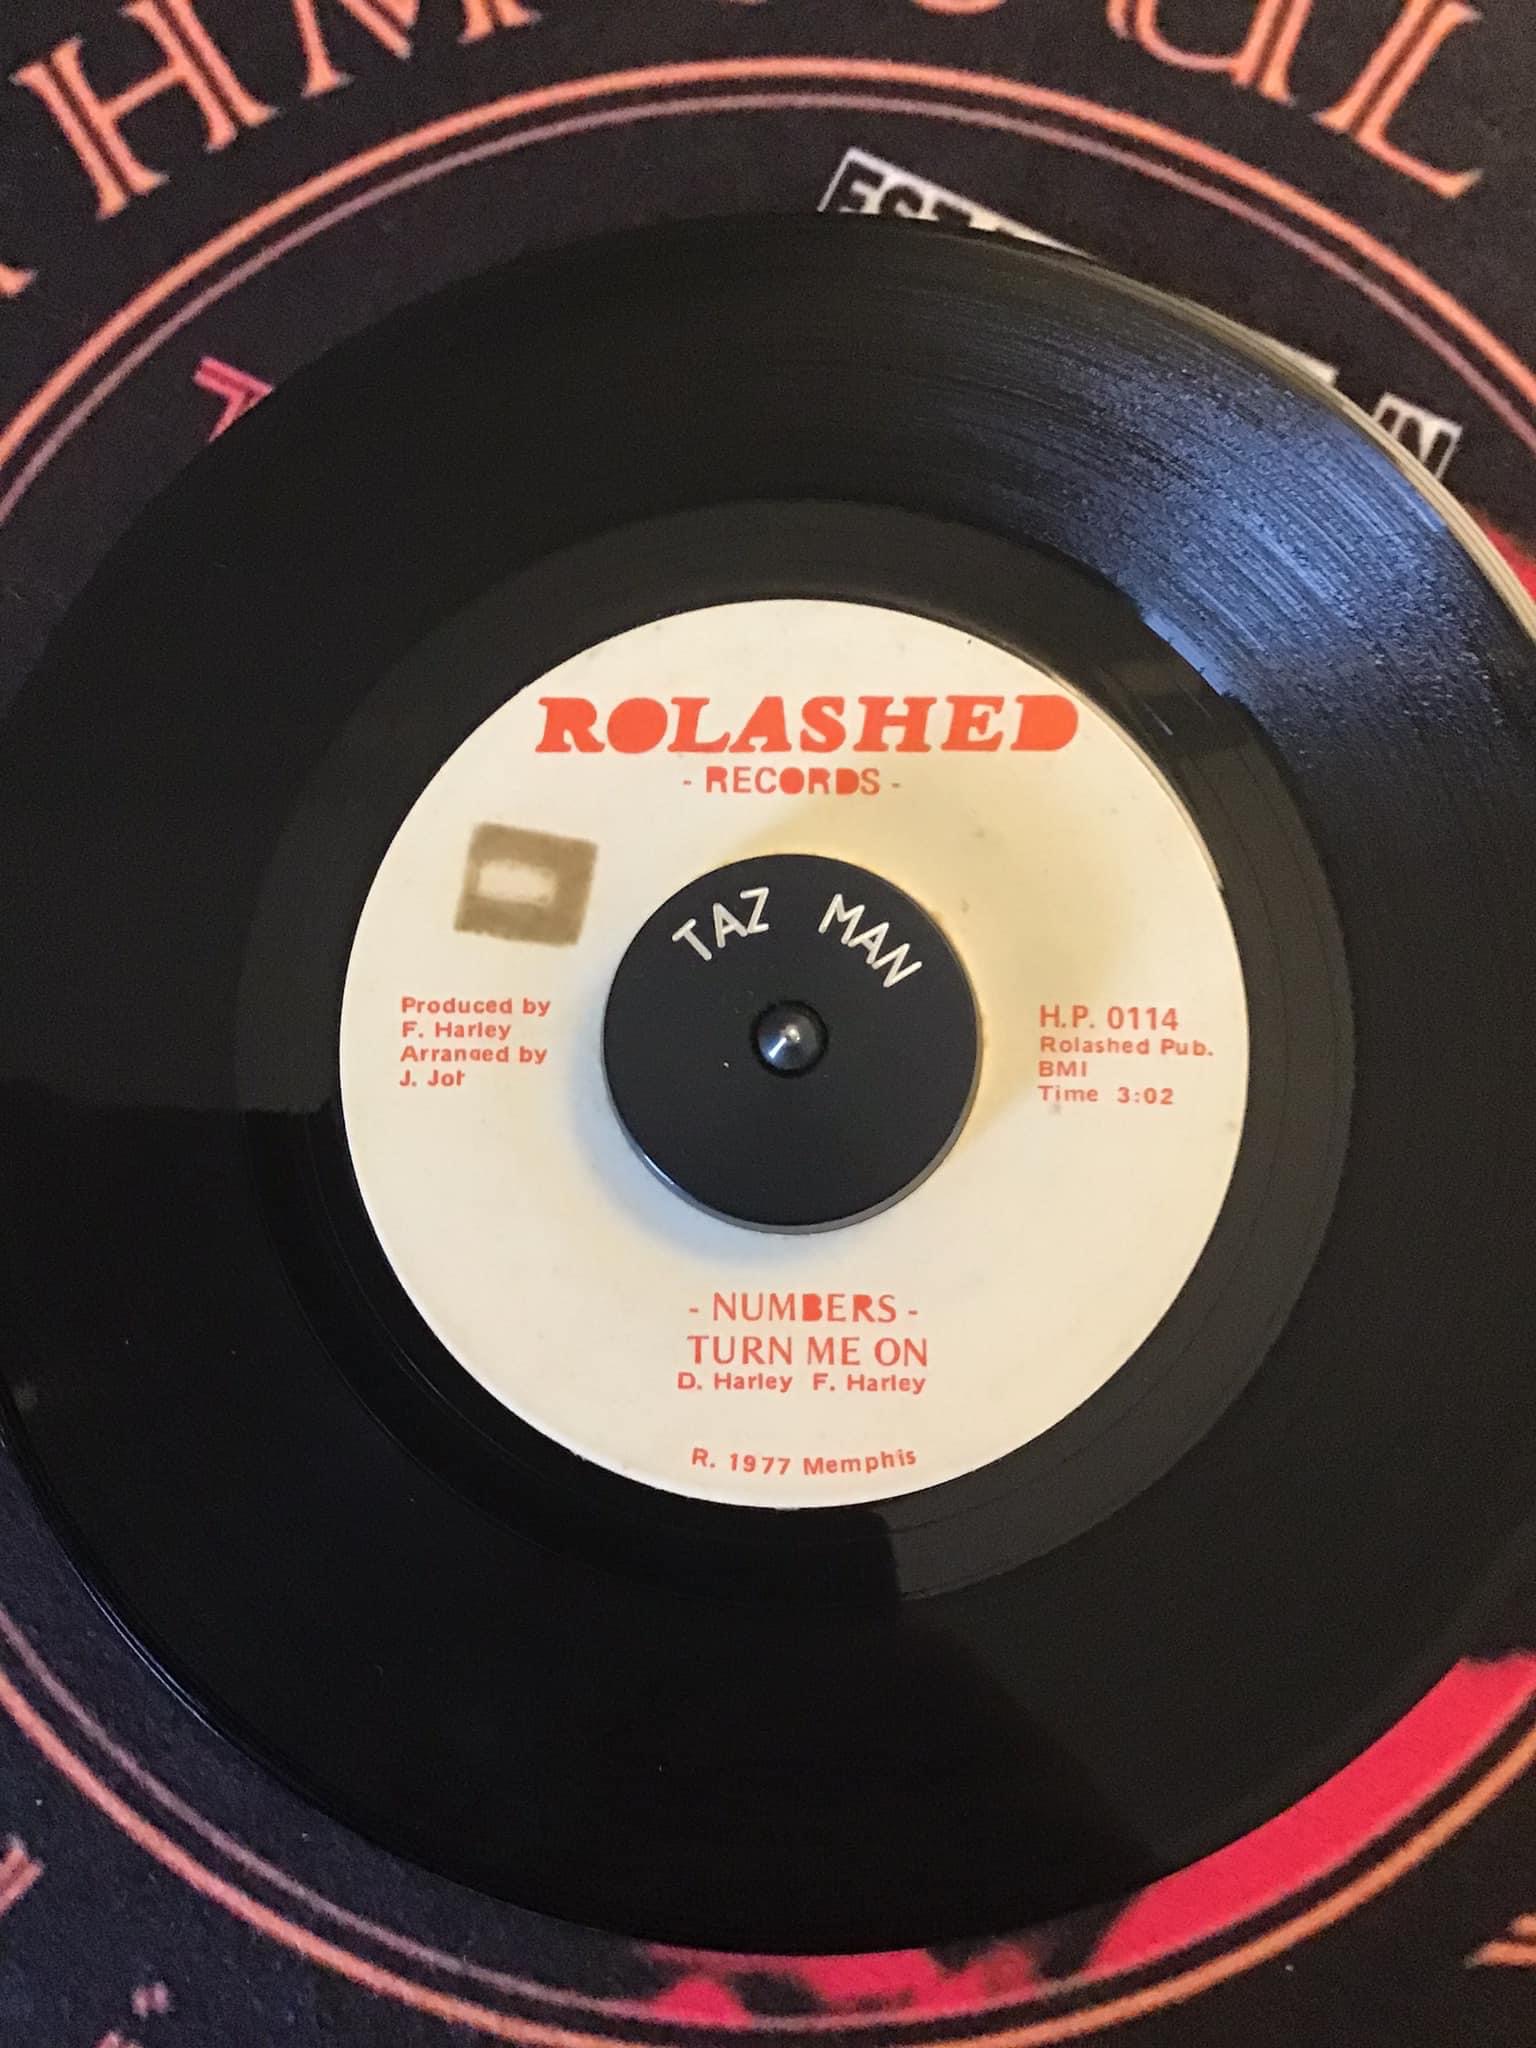 ROLASHED
- RECORDS -
TAZ MAN
Produced by
F. Harley
Arranged by
H.P. 0114
Rolashed Pub.
BMI
Time 3:02
- NUMBERS -
TURN ME ON
D. Harley F. Harley
R. 1977 Memphis
IN